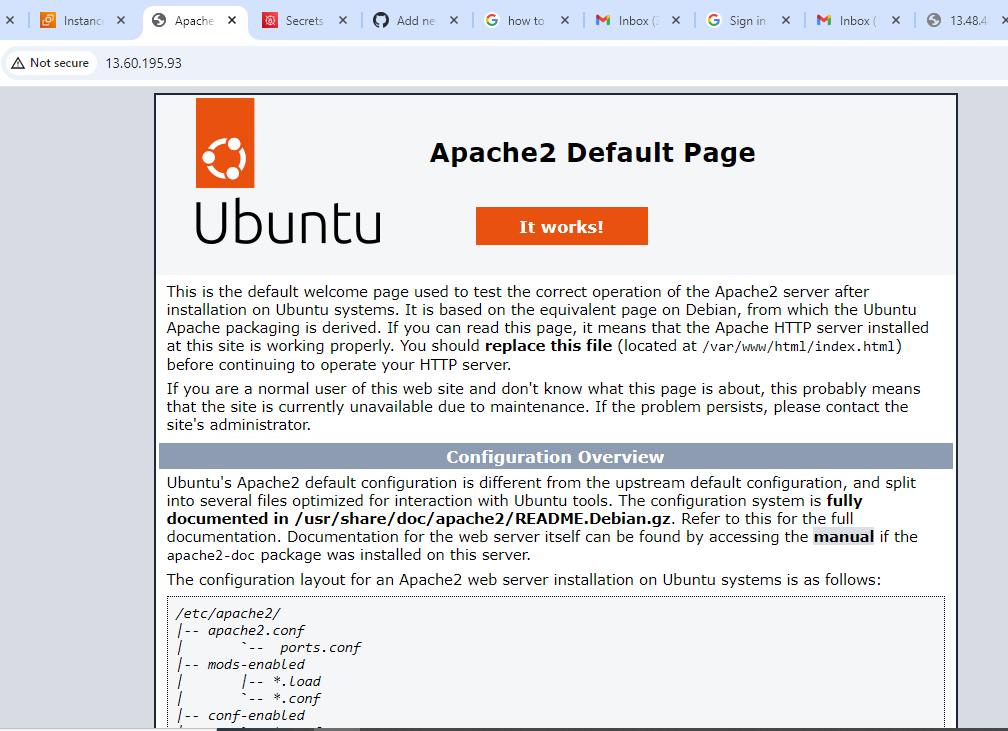 Instanc
Apache
Secrets
Add ne
how to
Inbox (2
Sign in
Inbox (
13.48.4
Not secure
13.60.195.93
Ubuntu
Apache2 Default Page
It works!
This is the default welcome page used to test the correct operation of the Apache2 server after
installation on Ubuntu systems. It is based on the equivalent page on Debian, from which the Ubuntu
Apache packaging is derived. If you can read this page, it means that the Apache HTTP server installed
at this site is working properly. You should replace this file (located at /var/www/html/index.html)
before continuing to operate your HTTP server.
If you are a normal user of this web site and don't know what this page is about, this probably means
that the site is currently unavailable due to maintenance. If the problem persists, please contact the
site's administrator.
Configuration Overview
Ubuntu's Apache2 default configuration is different from the upstream default configuration, and split
into several files optimized for interaction with Ubuntu tools. The configuration system is fully
documented in /usr/share/doc/apache2/README.Debian.gz. Refer to this for the full
documentation. Documentation for the web server itself can be found by accessing the manual if the
apache2-doc package was installed on this server.
The configuration layout for an Apache2 web server installation on Ubuntu systems is as follows:
/etc/apache2/
|-- apache2.conf
|       `--  ports.conf
|-- mods-enabled
|       |-- *.load
|       `-- *.conf
|-- conf-enabled